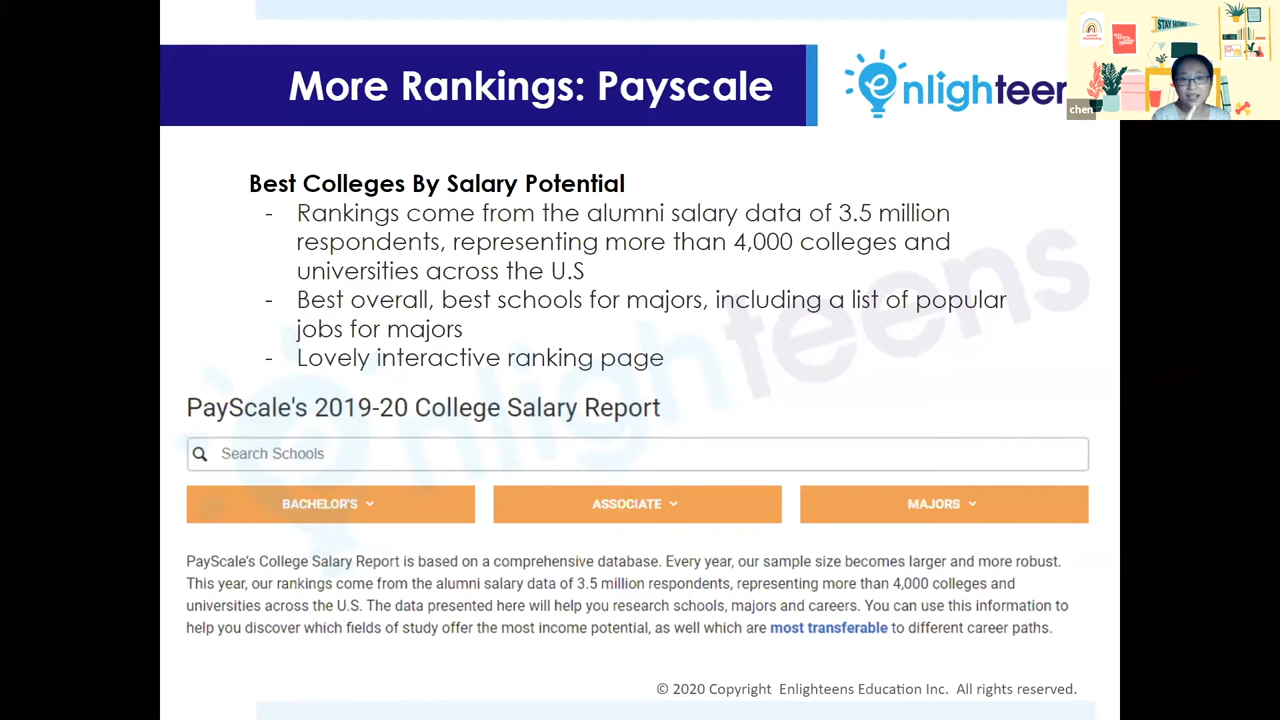 More Rankings: Payscale
enlighteens
STAY HOME
chen
Best Colleges By Salary Potential
- Rankings come from the alumni salary data of 3.5 million
respondents, representing more than 4,000 colleges and
universities across the U.S
- Best overall, best schools for majors, including a list of popular
jobs for majors
- Lovely interactive ranking page
enlighteens
PayScale's 2019-20 College Salary Report
Search Schools
BACHELOR'S
ASSOCIATE
MAJORS
PayScale's College Salary Report is based on a comprehensive database. Every year, our sample size becomes larger and more robust.
This year, our rankings come from the alumni salary data of 3.5 million respondents, representing more than 4,000 colleges and
universities across the U.S. The data presented here will help you research schools, majors and careers. You can use this information to
help you discover which fields of study offer the most income potential, as well which are most transferable to different career paths.
© 2020 Copyright Enlighteens Education Inc. All rights reserved.